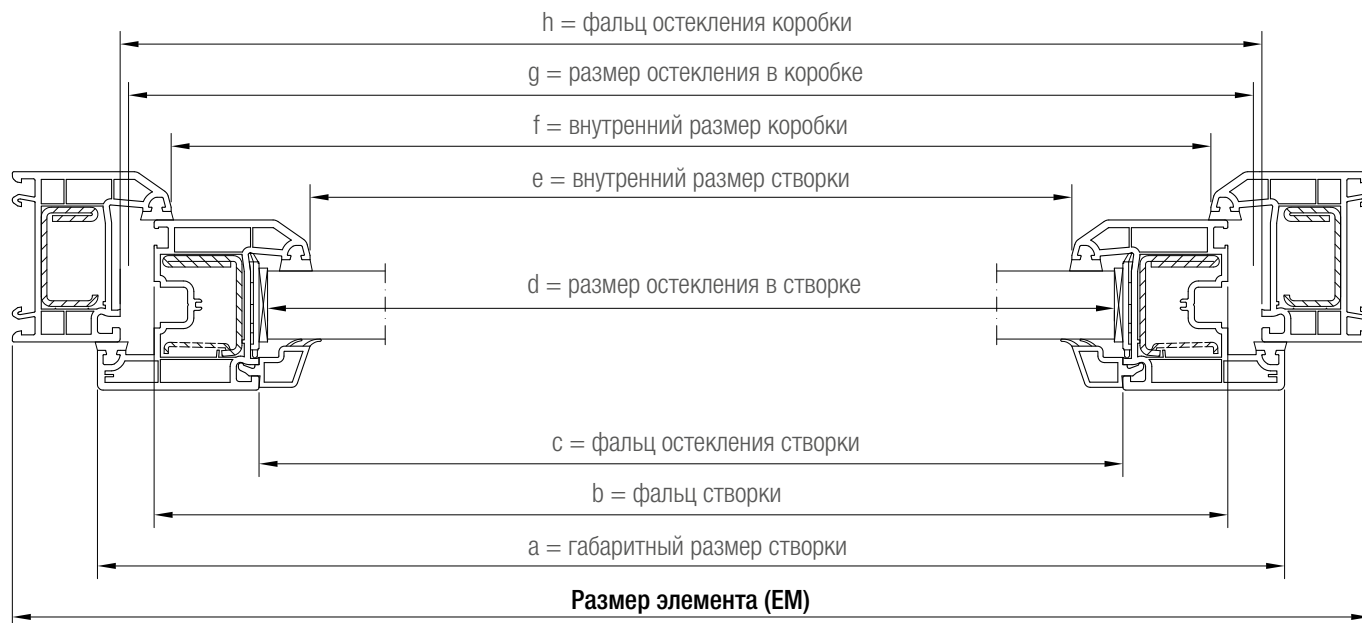 h = фальц остекления коробки
g = размер остекления в коробке
f = внутренний размер коробки
e = внутренний размер створки
d = размер остекления в створке
c = фальц остекления створки
b = фальц створки
a = габаритный размер створки
Размер элемента (EM)